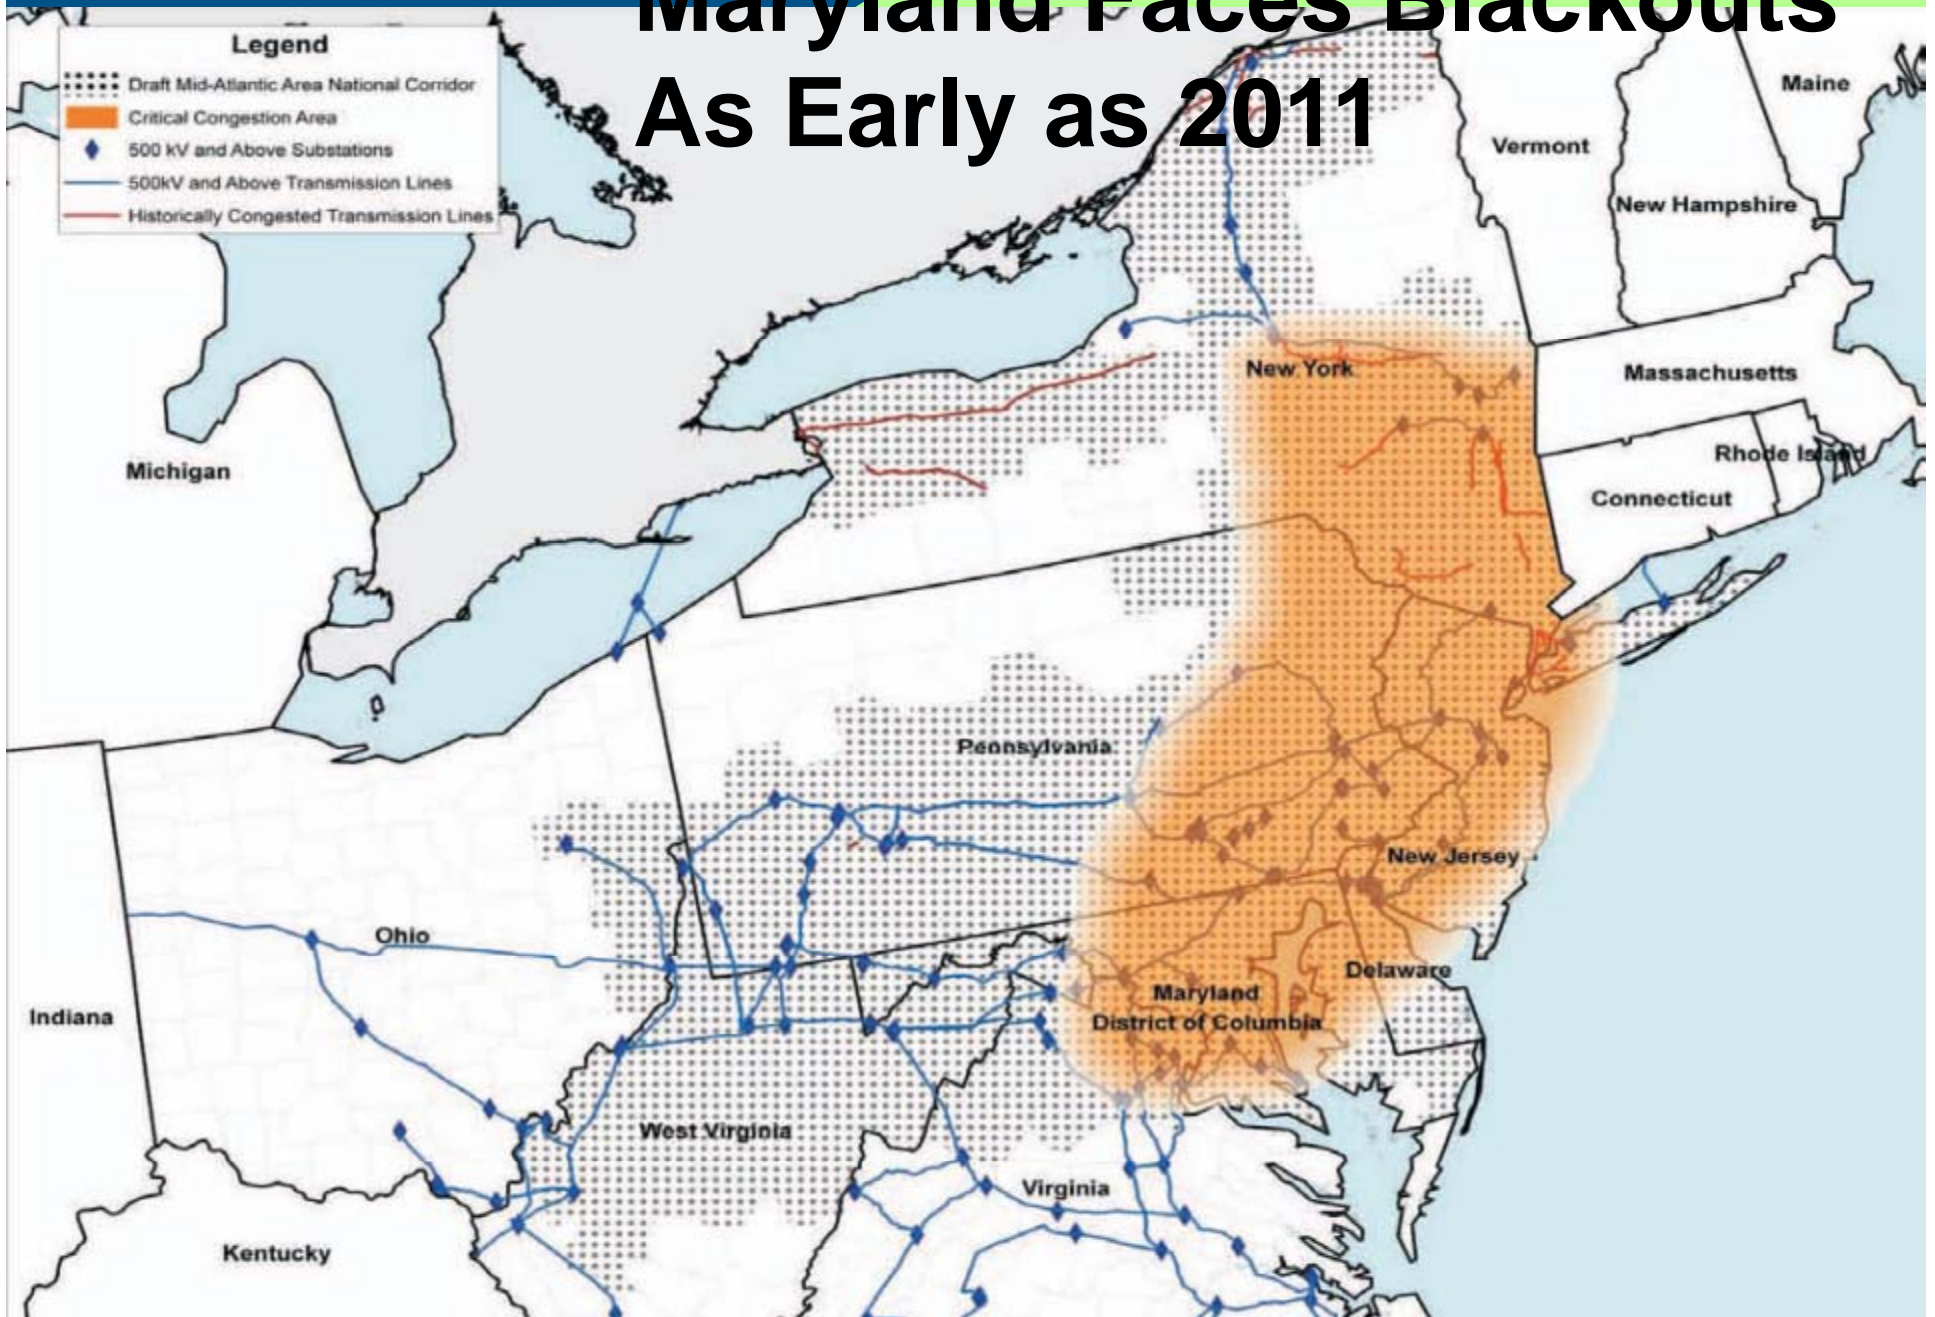 Maryland Faces Blackouts
As Early as 2011
Legend
Draft Mid-Atlantic Area National Corridor
Critical Congestion Area
500 kV and Above Substations
500kV and Above Transmission Lines
Historically Congested Transmission Lines
Maine
Vermont
New Hampshire
New York
Massachusetts
Rhode Island
Michigan
Connecticut
Pennsylvania
New Jersey
Ohio
Delaware
Maryland
District of Columbia
Indiana
West Virginia
Virginia
Kentucky